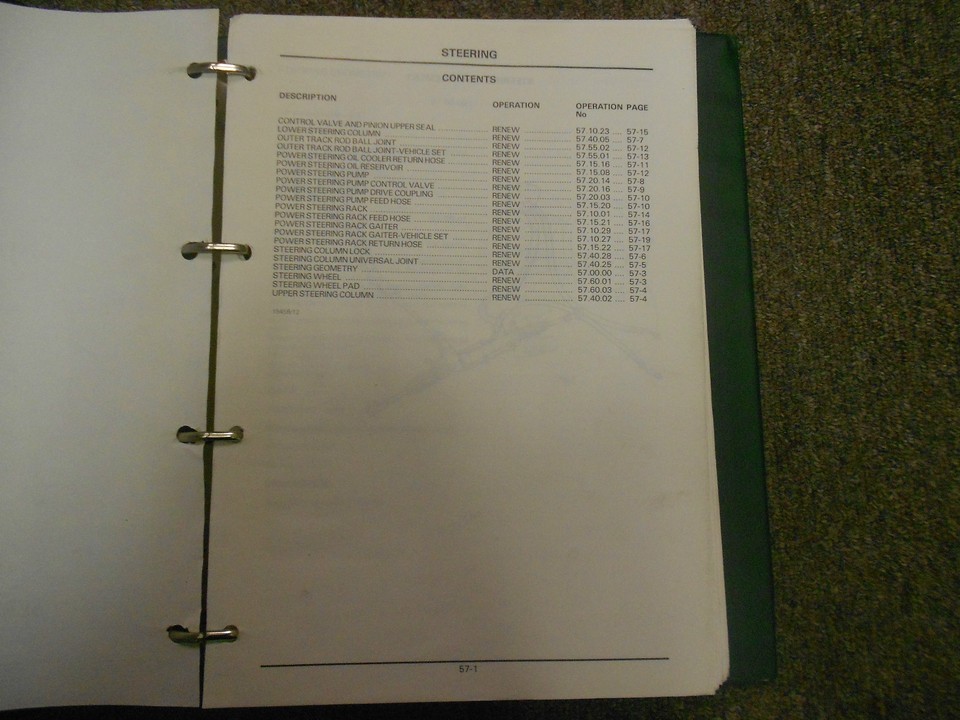 STEERING
CONTENTS
DESCRIPTION OPERATION OPERATION PAGE
No
CONTROL VALVE AND PINION UPPER SEAL ..... RENEW ..... 57.10.23 .... 57-15
LOWER STEERING COLUMN ..... RENEW ..... 57.40.05 .... 57-7
OUTER TRACK ROD BALL JOINT ..... RENEW ..... 57.55.02 .... 57-12
OUTER TRACK ROD BALL JOINT-VEHICLE SET ..... RENEW ..... 57.55.01 .... 57-13
POWER STEERING OIL COOLER RETURN HOSE ..... RENEW ..... 57.15.16 .... 57-11
POWER STEERING OIL RESERVOIR ..... RENEW ..... 57.15.08 .... 57-12
POWER STEERING PUMP ..... RENEW ..... 57.20.14 .... 57-8
POWER STEERING PUMP CONTROL VALVE ..... RENEW ..... 57.20.16 .... 57-9
POWER STEERING PUMP DRIVE COUPLING ..... RENEW ..... 57.20.03 .... 57-10
POWER STEERING PUMP FEED HOSE ..... RENEW ..... 57.15.20 .... 57-10
POWER STEERING RACK ..... RENEW ..... 57.10.01 .... 57-14
POWER STEERING RACK FEED HOSE ..... RENEW ..... 57.15.21 .... 57-16
POWER STEERING RACK GAITER ..... RENEW ..... 57.10.29 .... 57-17
POWER STEERING RACK GAITER-VEHICLE SET ..... RENEW ..... 57.10.27 .... 57-19
POWER STEERING RACK RETURN HOSE ..... RENEW ..... 57.15.22 .... 57-17
STEERING COLUMN LOCK ..... RENEW ..... 57.40.28 .... 57-6
STEERING COLUMN UNIVERSAL JOINT ..... RENEW ..... 57.40.25 .... 57-5
STEERING GEOMETRY ..... DATA ..... 57.00.00 .... 57-3
STEERING WHEEL ..... RENEW ..... 57.60.01 .... 57-3
STEERING WHEEL PAD ..... RENEW ..... 57.60.03 .... 57-4
UPPER STEERING COLUMN ..... RENEW ..... 57.40.02 .... 57-4
57-1